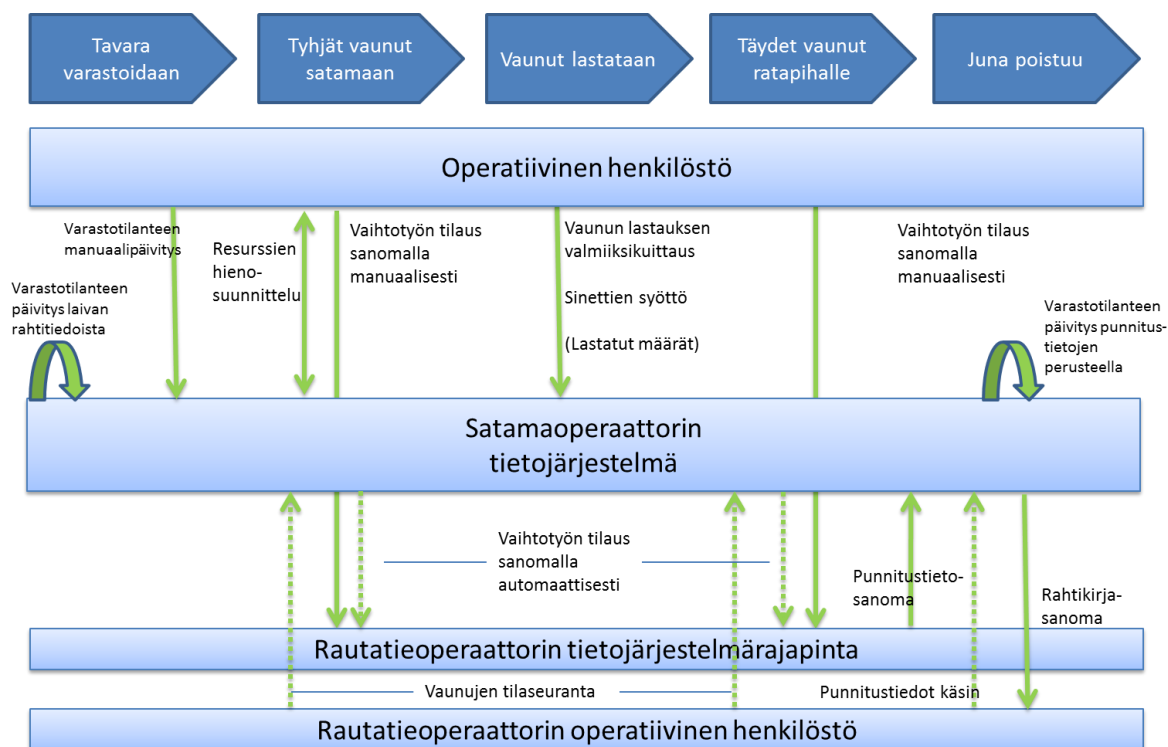 Tavara
varastoidaan
Tyhjät vaunut
satamaan
Vaunut lastataan
Täydet vaunut
ratapihalle
Juna poistuu
Operatiivinen henkilöstö
Varastotilanteen
manuaalipäivitys
Resurssien
hieno-
suunnittelu
Vaihtotyön tilaus
sanomalla
manuaalisesti
Vaunun lastauksen
valmiiksikuittaus
Sinettien syöttö
(Lastatut määrät)
Vaihtotyön tilaus
sanomalla
manuaalisesti
Varastotilanteen
päivitys laivan
rahtitiedoista
Varastotilanteen
päivitys punnitus-
tietojen
perusteella
Satamaoperaattorin
tietojärjestelmä
Vaihtotyön tilaus
sanomalla
automaattisesti
Punnitustieto-
sanoma
Rahtikirja-
sanoma
Rautatieoperaattorin tietojärjestelmärajapinta
Vaunujen tilaseuranta
Punnitustiedot käsin
Rautatieoperaattorin operatiivinen henkilöstö